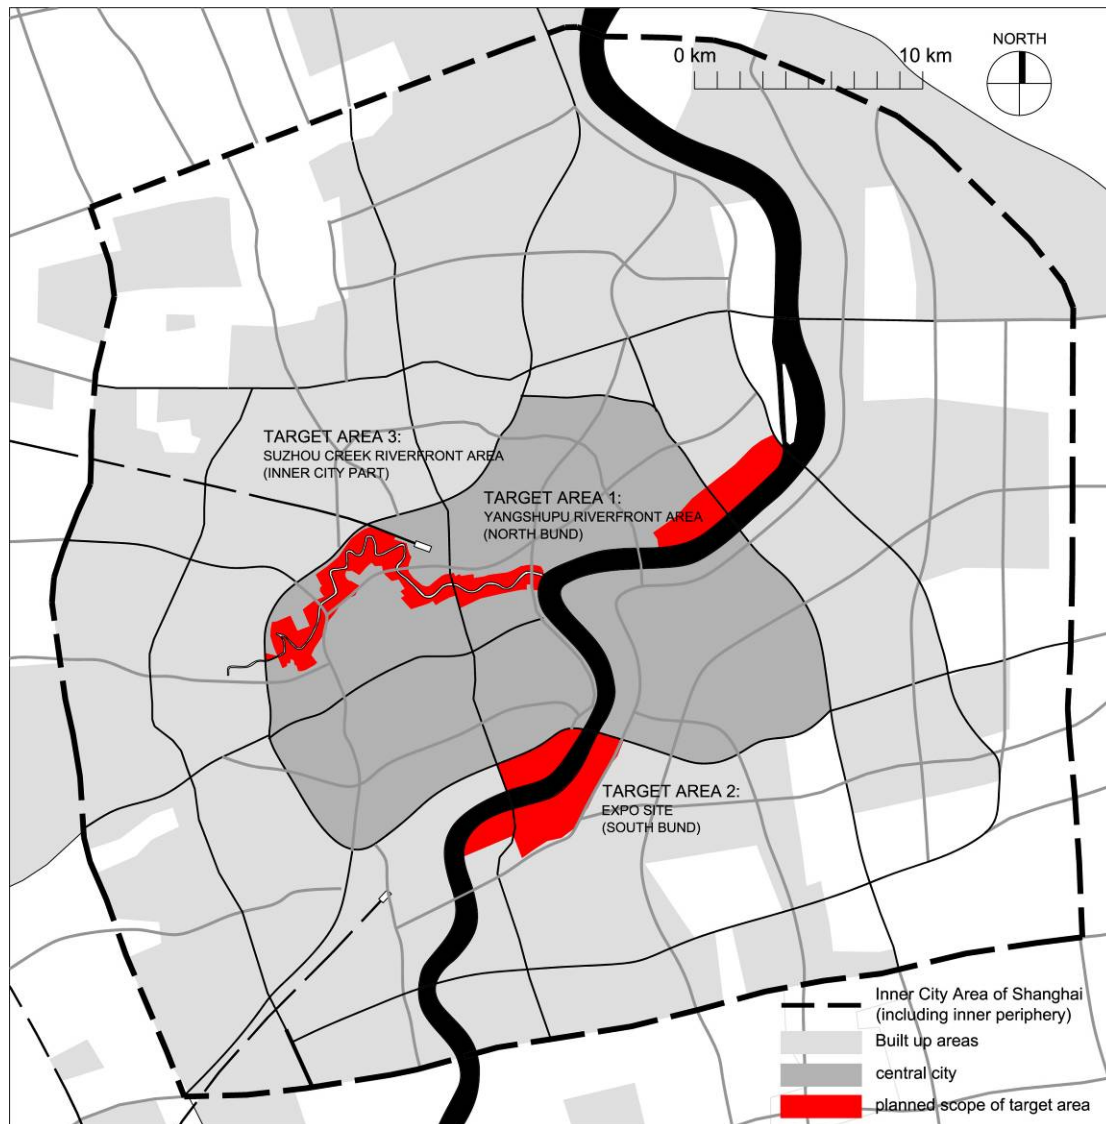 0 km 10 km
NORTH
TARGET AREA 3:
SUZHOU CREEK RIVERFRONT AREA
(INNER CITY PART)
TARGET AREA 1:
YANGSHUPU RIVERFRONT AREA
(NORTH BUND)
TARGET AREA 2:
EXPO SITE
(SOUTH BUND)
Inner City Area of Shanghai
(including inner periphery)
Built up areas
central city
planned scope of target area